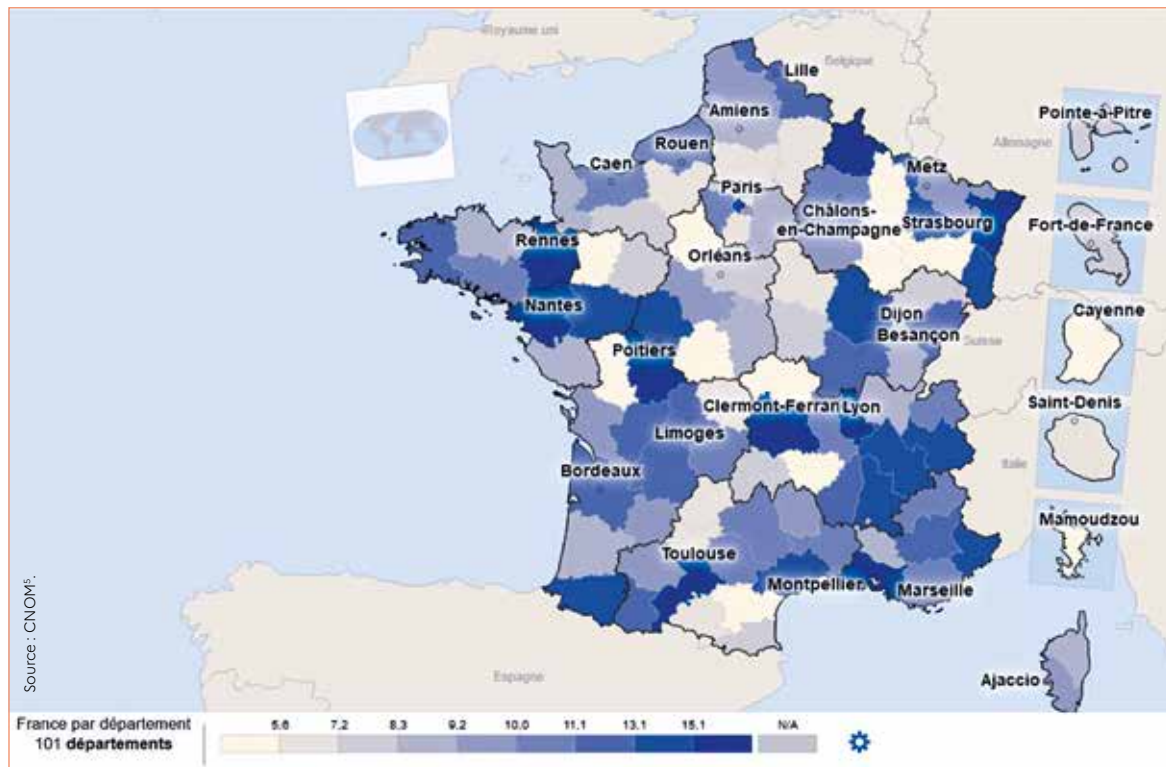 Royaume uni
Belgique
Lille
Lux
Amiens
Pointe-à-Pitre
Allemagne
Rouen
Caen
Metz
Paris
Châlons-
en-Champagne
Strasbourg
Fort-de-France
Rennes
Orléans
Nantes
Dijon
Besançon
Cayenne
Suisse
Poitiers
Clermont-Ferran
Lyon
Saint-Denis
Limoges
Italie
Bordeaux
Mamoudzou
Toulouse
Montpellier
Marseille
Ajaccio
Espagne
Source : CNOM⁵.
France par département
101 départements
5.6 7.2 8.3 9.2 10.0 11.1 13.1 15.1 N/A